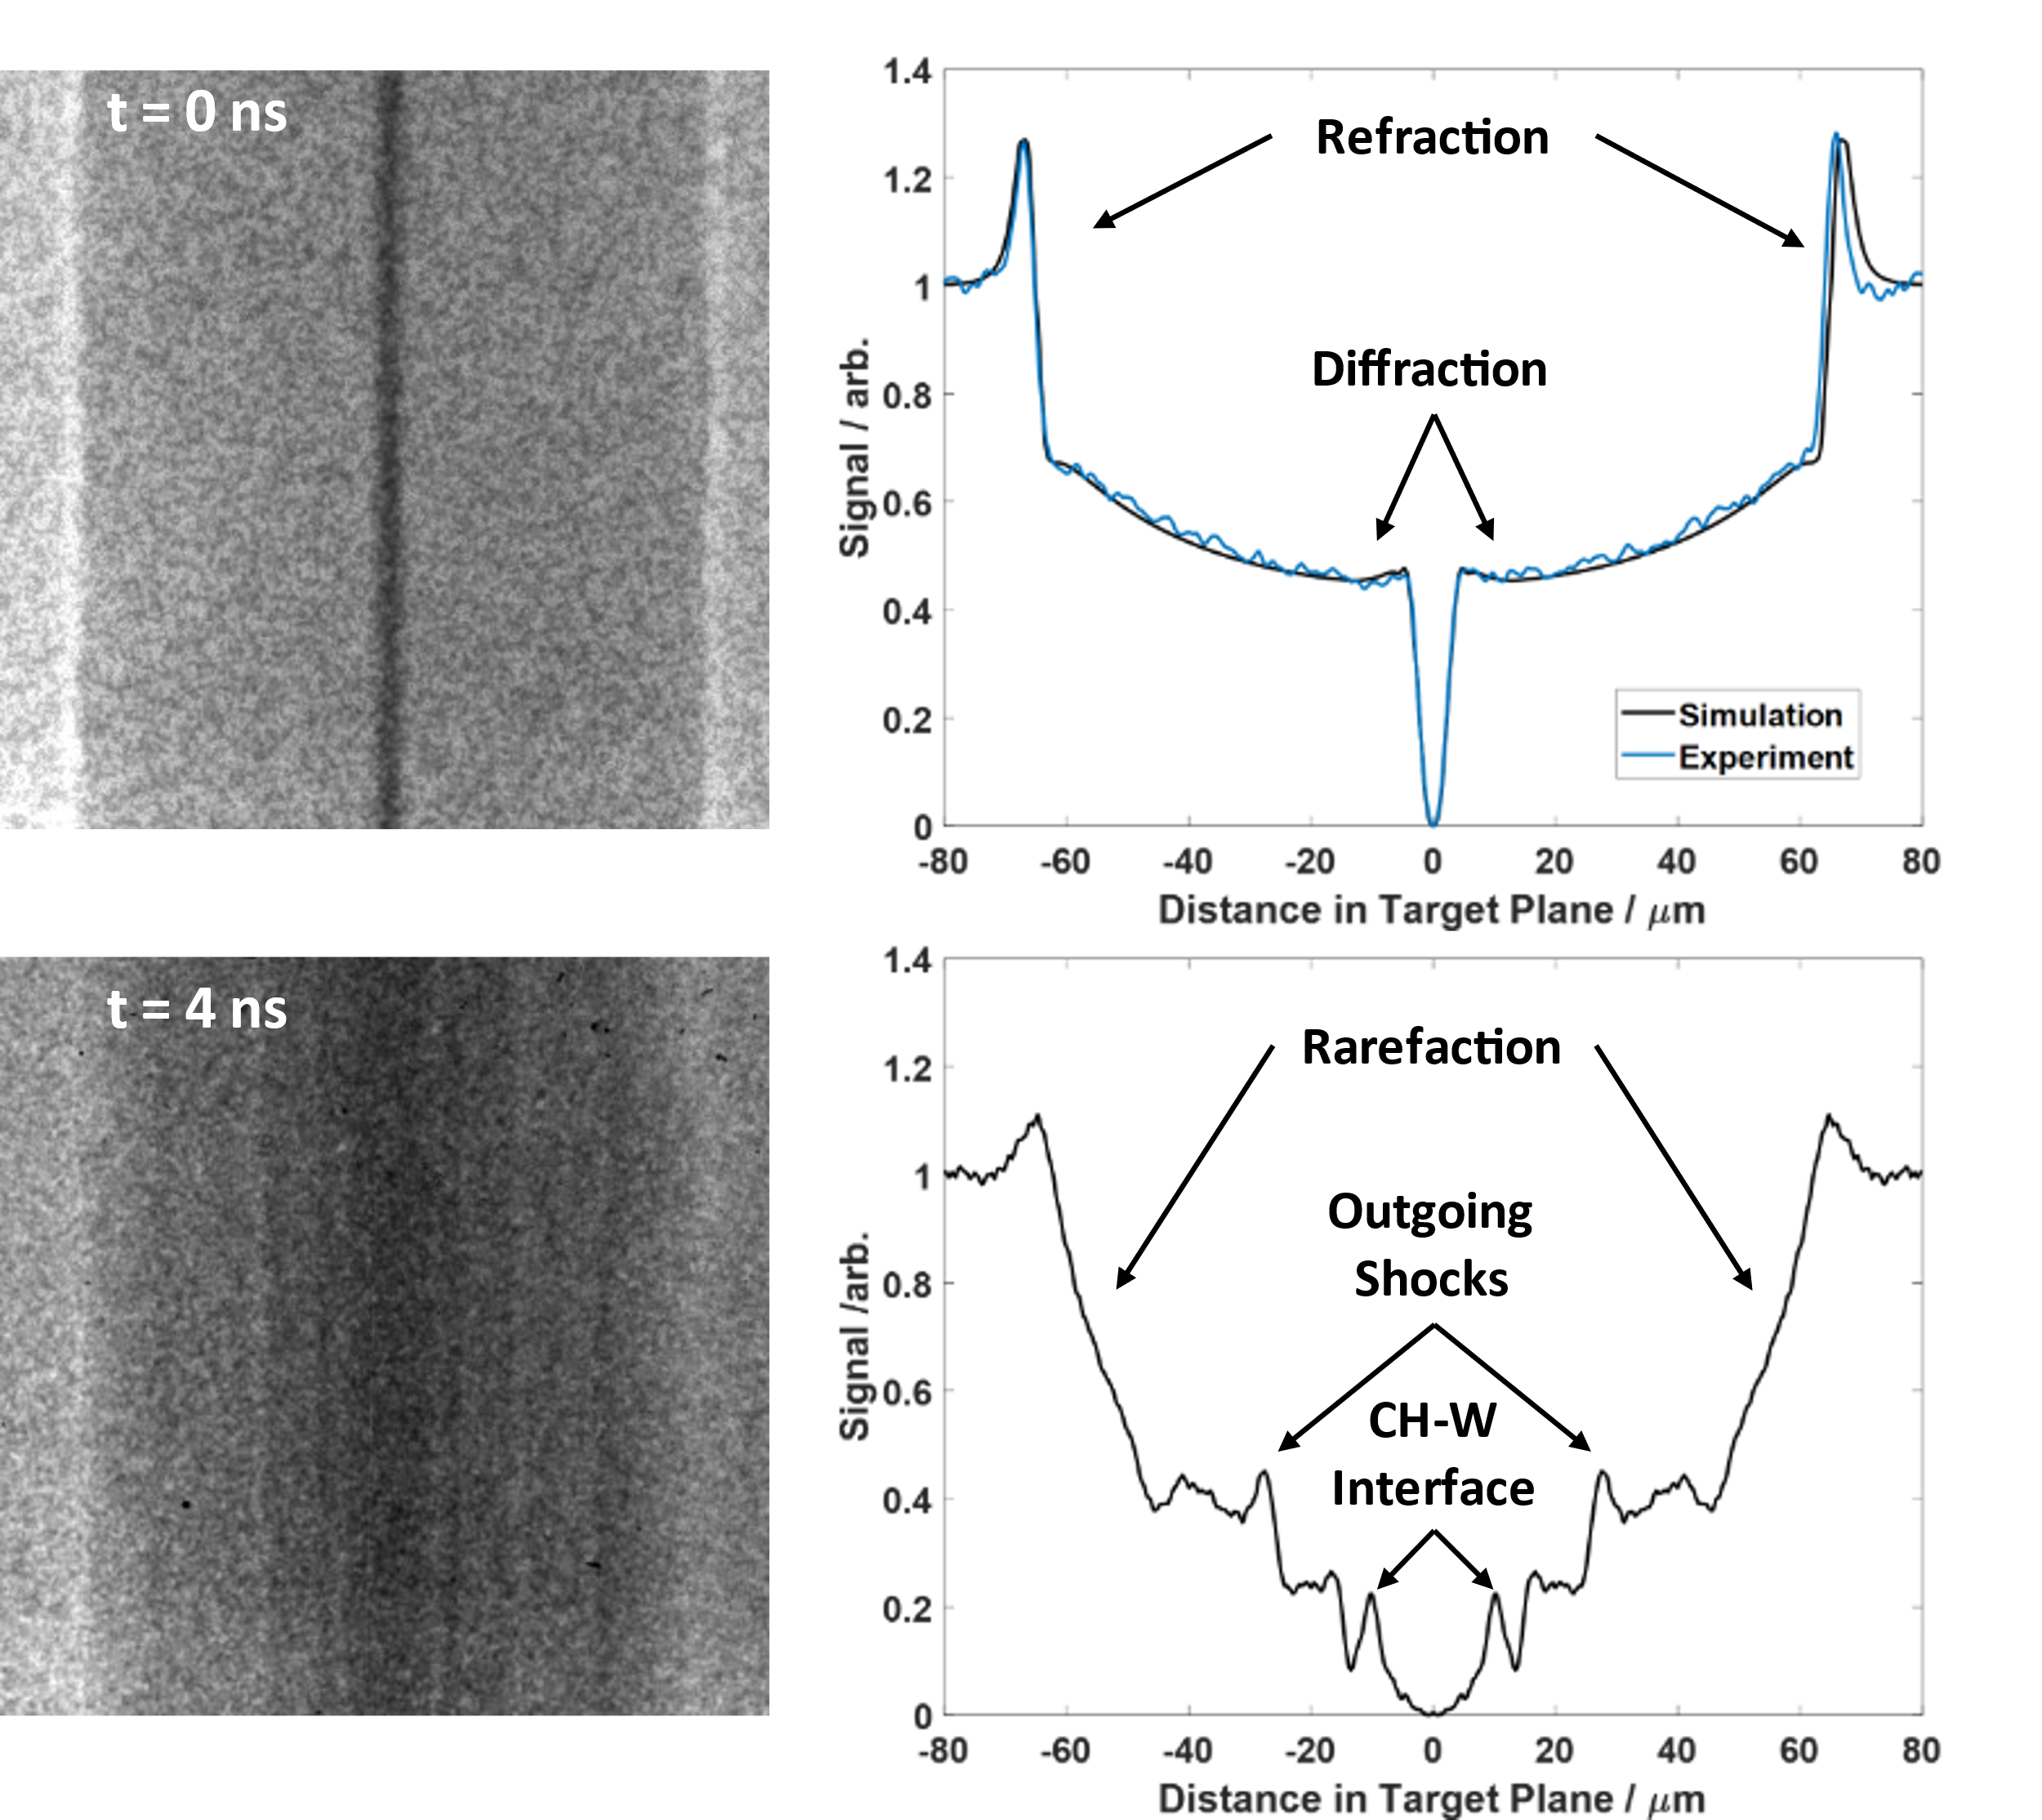 t = 0 ns
1.4
1.2
1
0.8
0.6
0.4
0.2
0
Signal / arb.
Refraction
Diffraction
Simulation
Experiment
-80 -60 -40 -20 0 20 40 60 80
Distance in Target Plane / μm
t = 4 ns
1.4
1.2
1
0.8
0.6
0.4
0.2
0
Signal /arb.
Rarefaction
Outgoing
Shocks
CH-W
Interface
-80 -60 -40 -20 0 20 40 60 80
Distance in Target Plane / μm